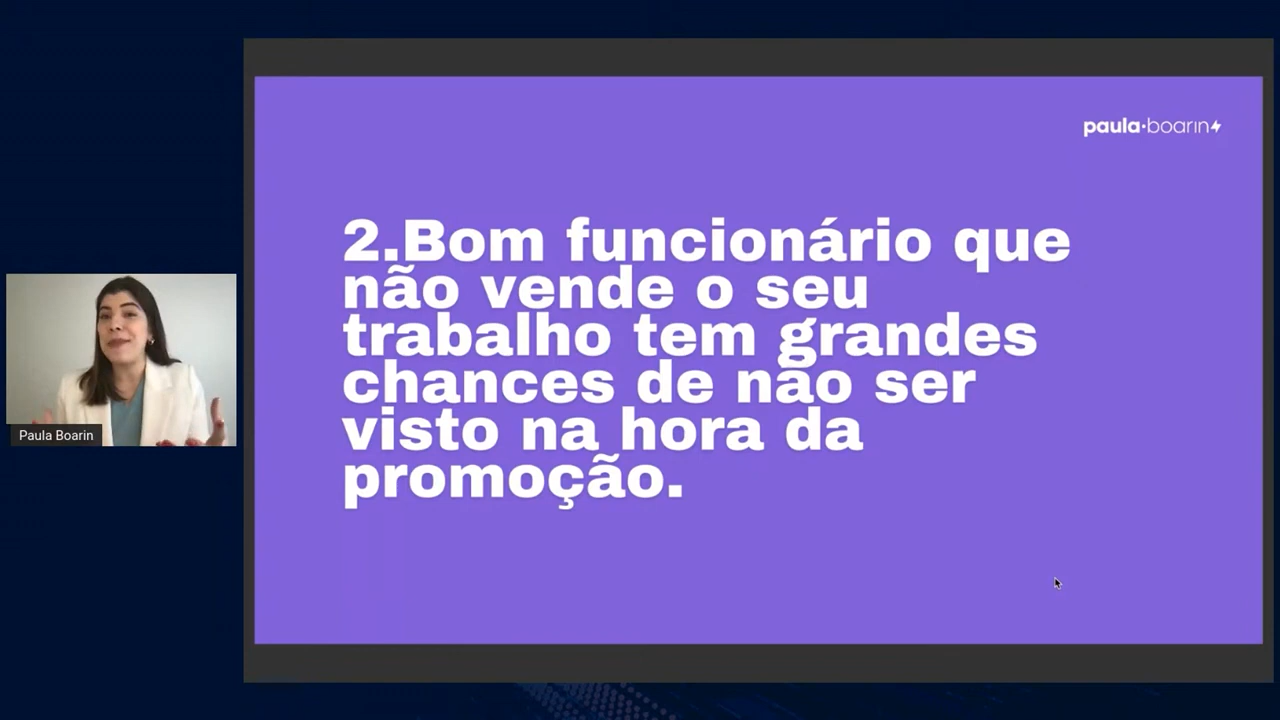 paula·boarin
2.Bom funcionário que
não vende o seu
trabalho tem grandes
chances de não ser
visto na hora da
promoção.
Paula Boarin